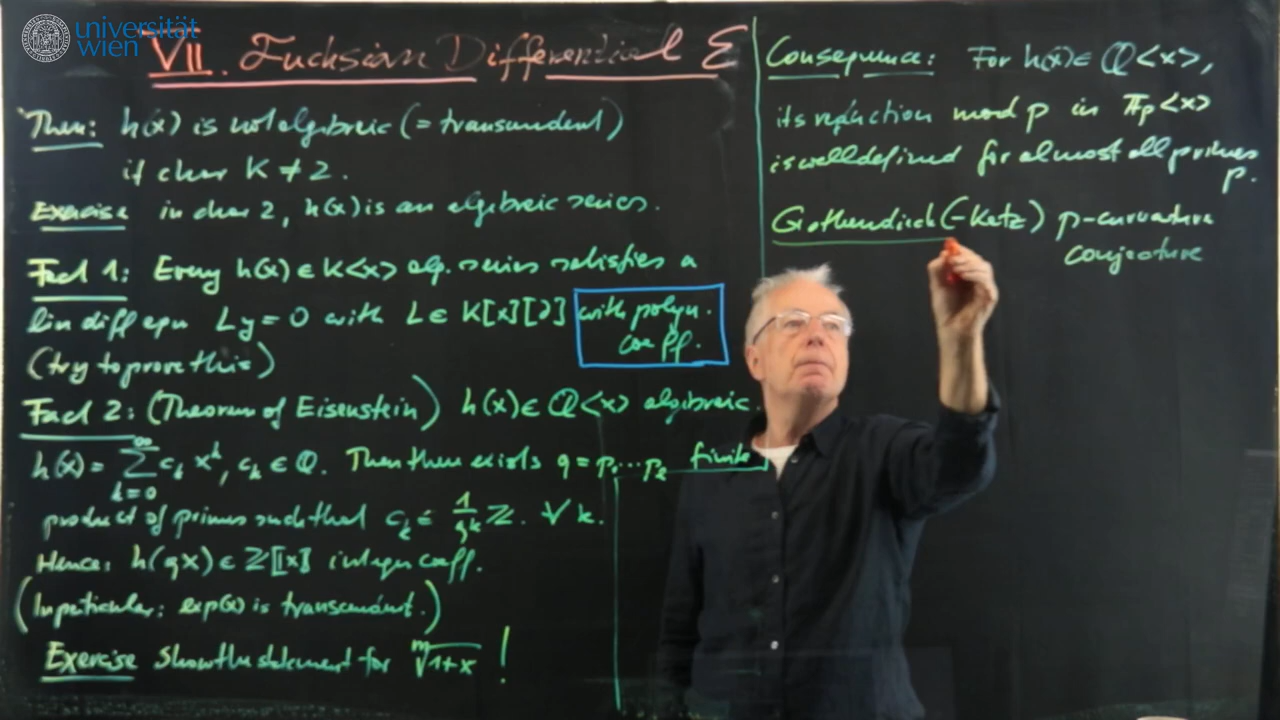 universität
wien
VII. Fuchsian Differential E
Then: h(x) is not algebraic (= transcendent)
if char K ≠ 2.
Exercise in char 2, h(x) is an algebraic series.
Fact 1: Every h(x) ∈ K<x> alg. series satisfies a
lin diff equ Ly = 0 with L ∈ K[x][∂] with polyn.
coeff.
(try to prove this)
Fact 2: (Theorem of Eisenstein) h(x) ∈ Q<x> algebraic.
h(x) = ∑_{k=0}^{∞} c_k x^k, c_k ∈ Q. Then there exists q = p_1...p_e finite
product of primes such that c_k ∈ 1/q^k Z. ∀ k.
Hence: h(qx) ∈ Z[[x]] integer coeff.
(In particular: exp(x) is transcendent.)
Exercise Show the statement for ᵐ√1+x !
Consequence: For h(x) ∈ Q<x>,
its reduction mod p in F_p<x>
is well defined for almost all primes
p.
Grothendieck (-Katz) p-curvature
conjecture